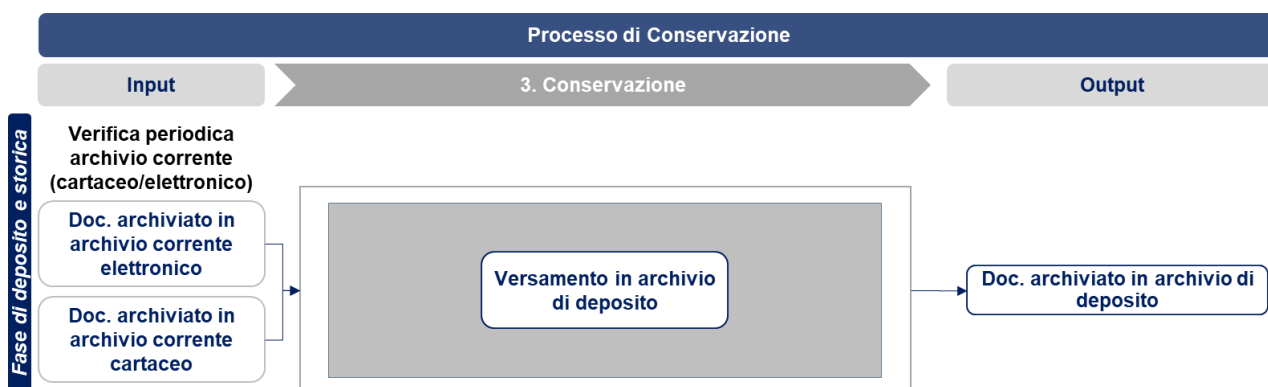 Processo di Conservazione
Input
3. Conservazione
Output
Fase di deposito e storica
Verifica periodica
archivio corrente
(cartaceo/elettronico)
Doc. archiviato in
archivio corrente
elettronico
Doc. archiviato in
archivio corrente
cartaceo
Versamento in archivio
di deposito
Doc. archiviato in archivio di
deposito